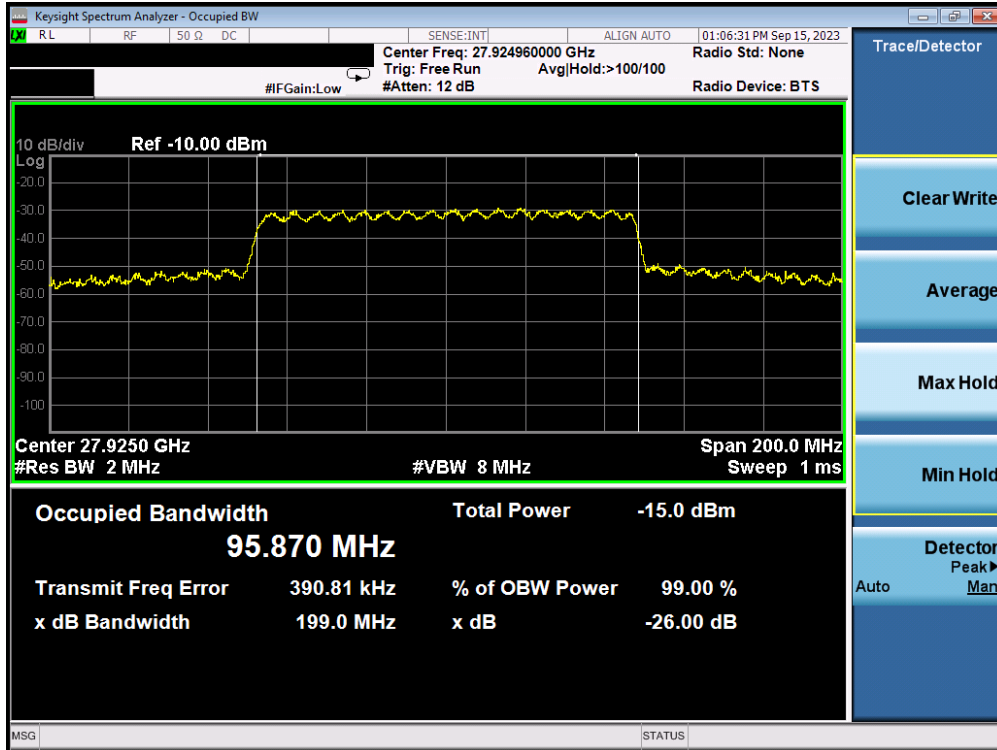 Keysight Spectrum Analyzer - Occupied BW
LXI RL RF 50 Ω DC SENSE:INT ALIGN AUTO 01:06:31 PM Sep 15, 2023
Center Freq: 27.924960000 GHz Radio Std: None
Trig: Free Run Avg|Hold:>100/100
#IFGain:Low #Atten: 12 dB Radio Device: BTS
10 dB/div Ref -10.00 dBm
Log
-20.0
-30.0
-40.0
-50.0
-60.0
-70.0
-80.0
-90.0
-100
Center 27.9250 GHz Span 200.0 MHz
#Res BW 2 MHz #VBW 8 MHz Sweep 1 ms
Occupied Bandwidth Total Power -15.0 dBm
95.870 MHz
Transmit Freq Error 390.81 kHz % of OBW Power 99.00 %
x dB Bandwidth 199.0 MHz x dB -26.00 dB
MSG STATUS
Trace/Detector
Clear Write
Average
Max Hold
Min Hold
Detector
Peak▶
Auto Man